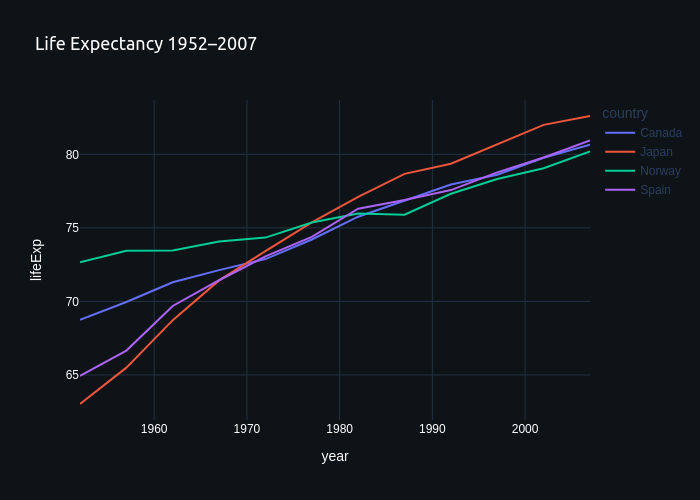 Life Expectancy 1952–2007
country
Canada
Japan
Norway
Spain
lifeExp
80
75
70
65
1960 1970 1980 1990 2000
year